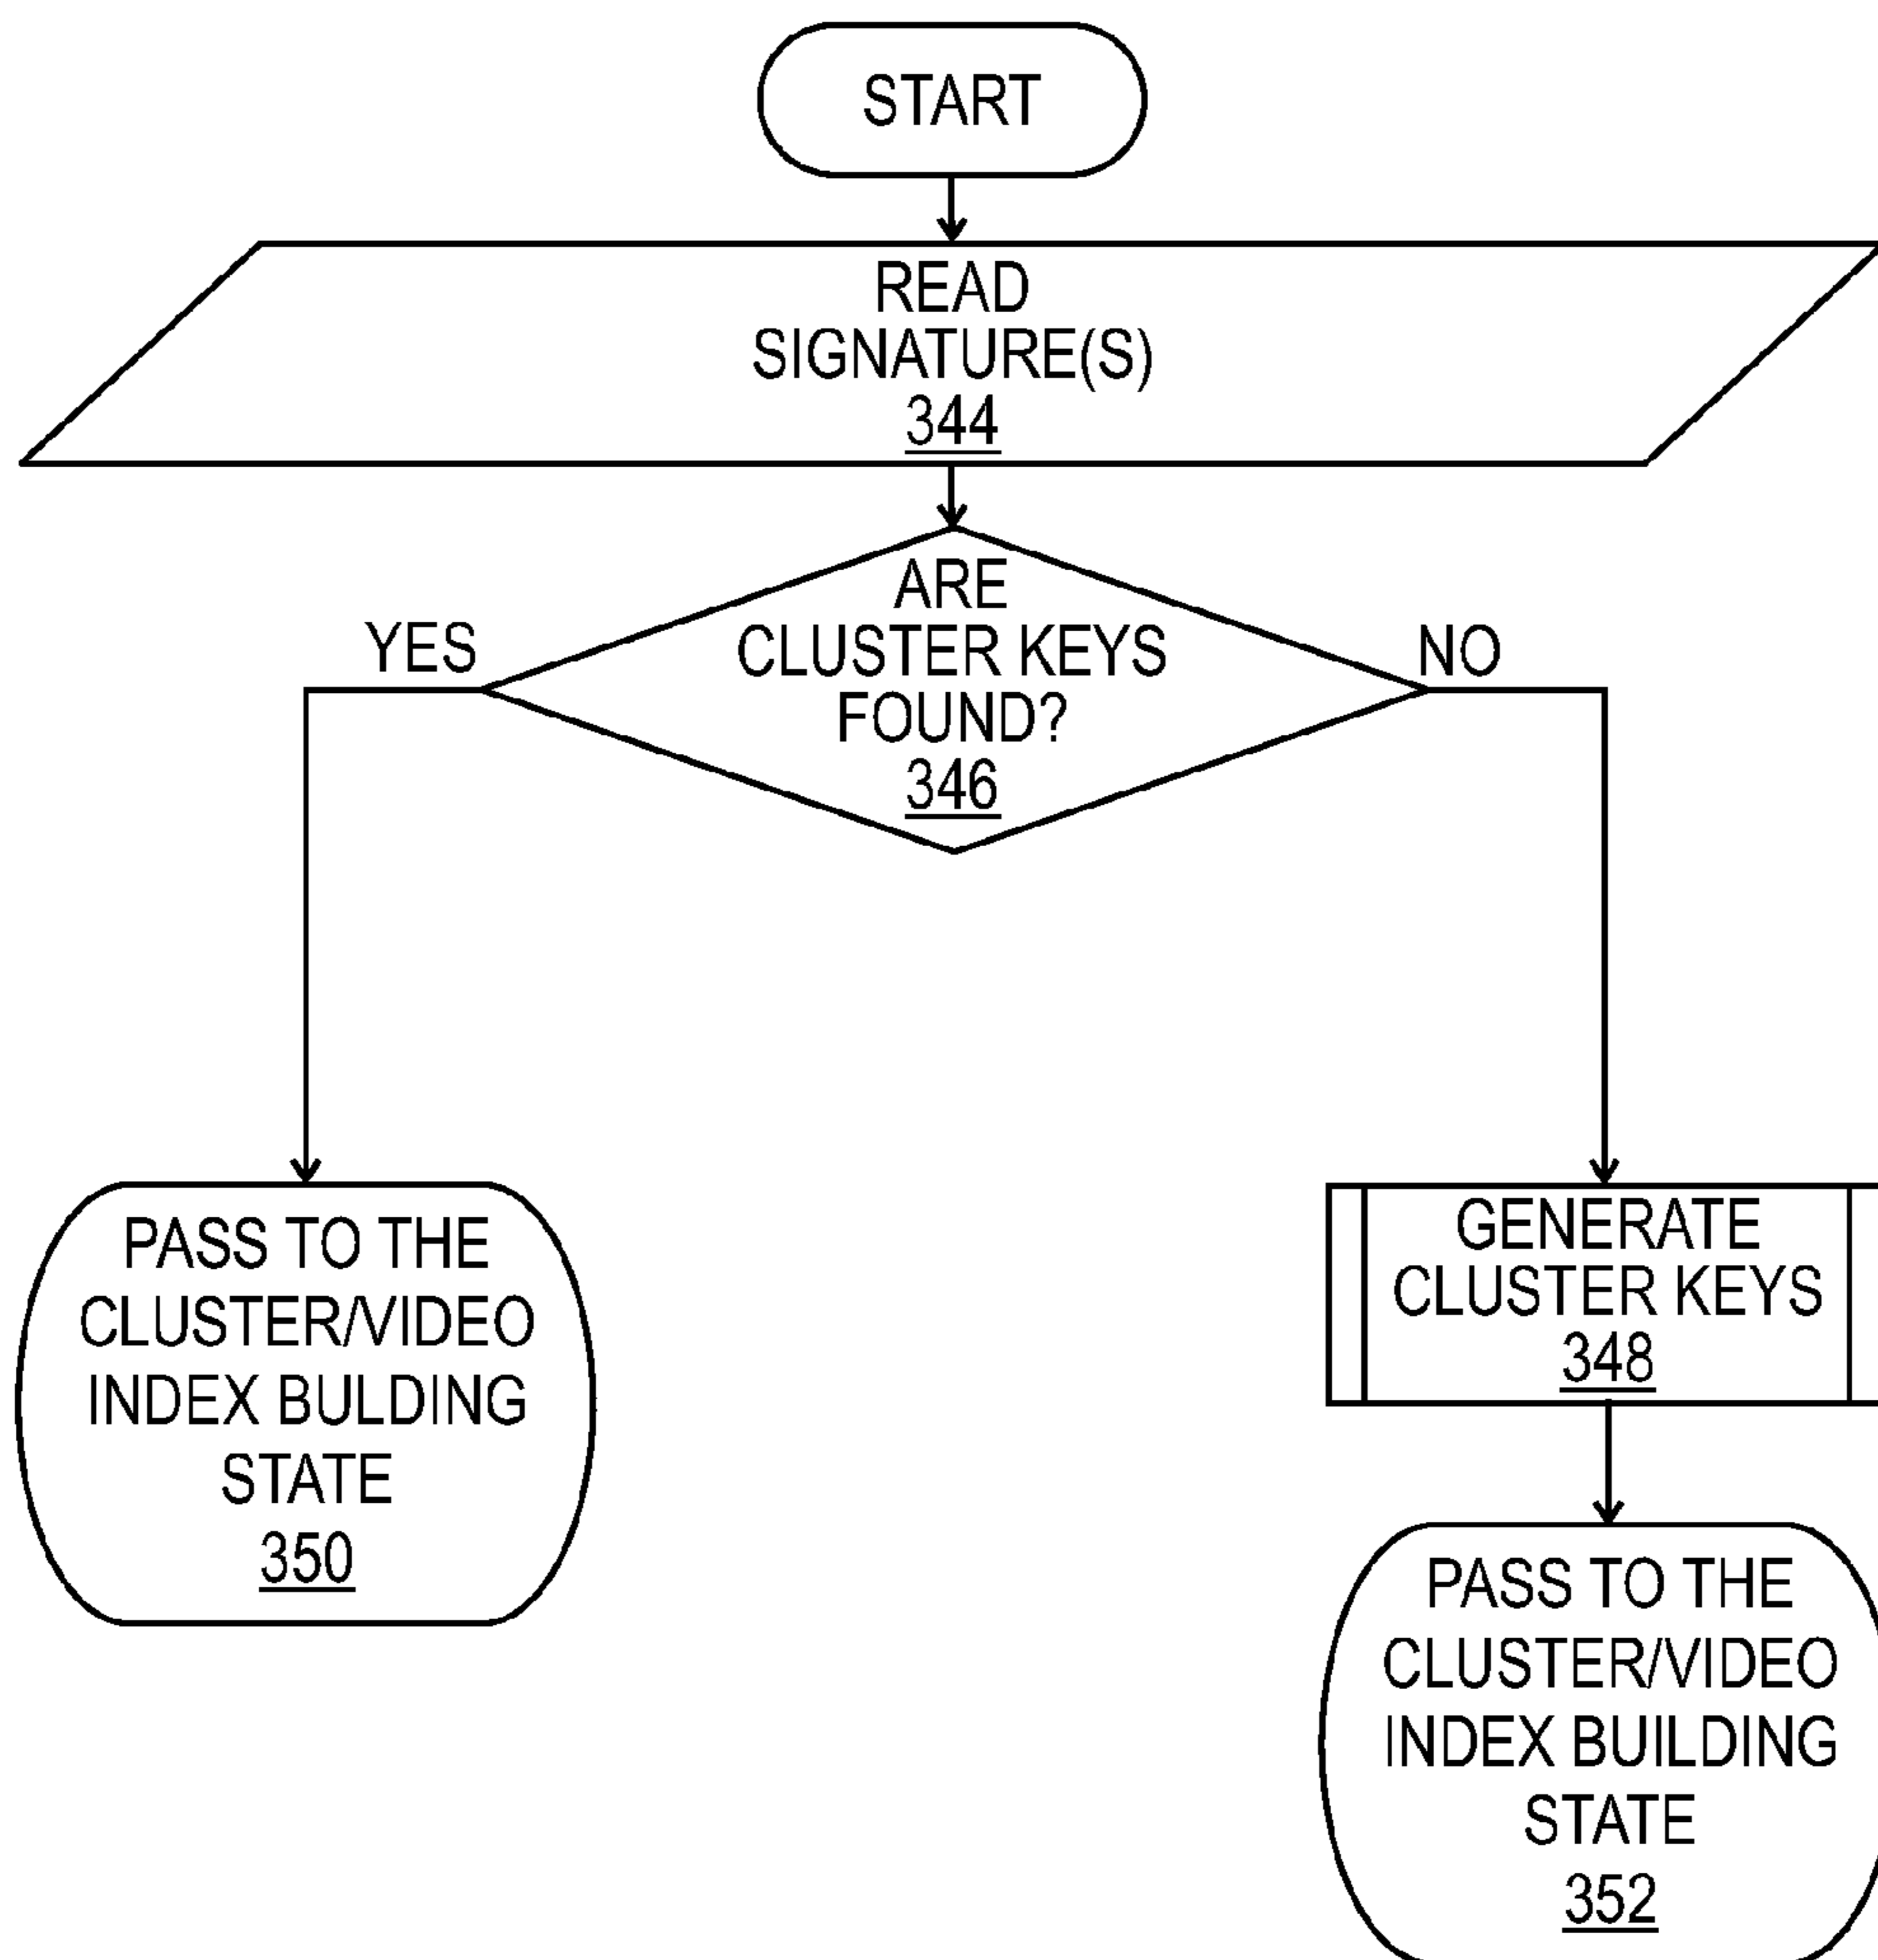 START
READ
SIGNATURE(S)
344
ARE
CLUSTER KEYS
FOUND?
346
YES
NO
PASS TO THE
CLUSTER/VIDEO
INDEX BULDING
STATE
350
GENERATE
CLUSTER KEYS
348
PASS TO THE
CLUSTER/VIDEO
INDEX BUILDING
STATE
352